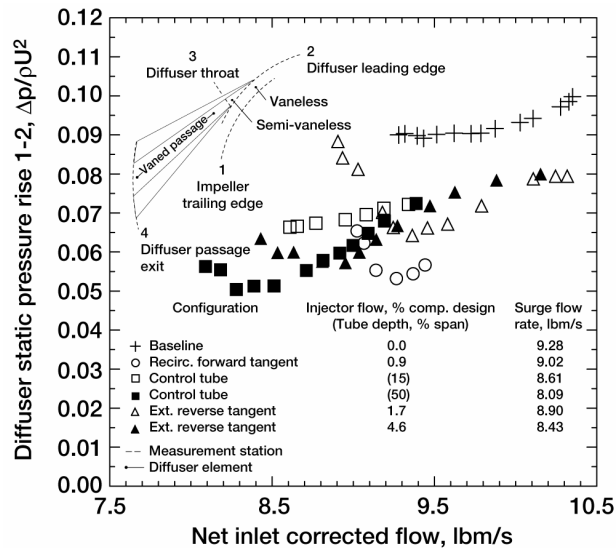 Diffuser static pressure rise 1-2, Δp/ρU²
0.12
0.11
0.10
0.09
0.08
0.07
0.06
0.05
0.04
0.03
0.02
0.01
0.00
3
Diffuser throat
2
Diffuser leading edge
Vaneless
Semi-vaneless
Vaned passage
1
Impeller
trailing edge
4
Diffuser passage
exit
Configuration
Injector flow, % comp. design
(Tube depth, % span)
Surge flow
rate, lbm/s
Baseline 0.0 9.28
Recirc. forward tangent 0.9 9.02
Control tube (15) 8.61
Control tube (50) 8.09
Ext. reverse tangent 1.7 8.90
Ext. reverse tangent 4.6 8.43
Measurement station
Diffuser element
7.5 8.5 9.5 10.5
Net inlet corrected flow, lbm/s